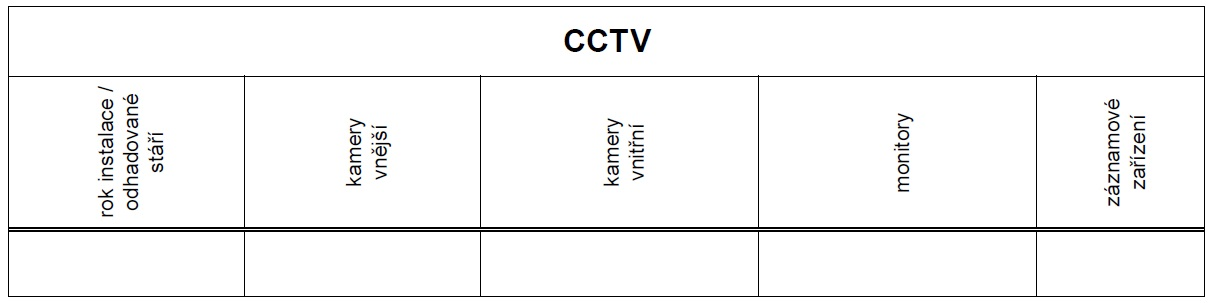 CCTV
rok instalace /
odhadované
stáří
kamery
vnější
kamery
vnitřní
monitory
záznamové
zařízení